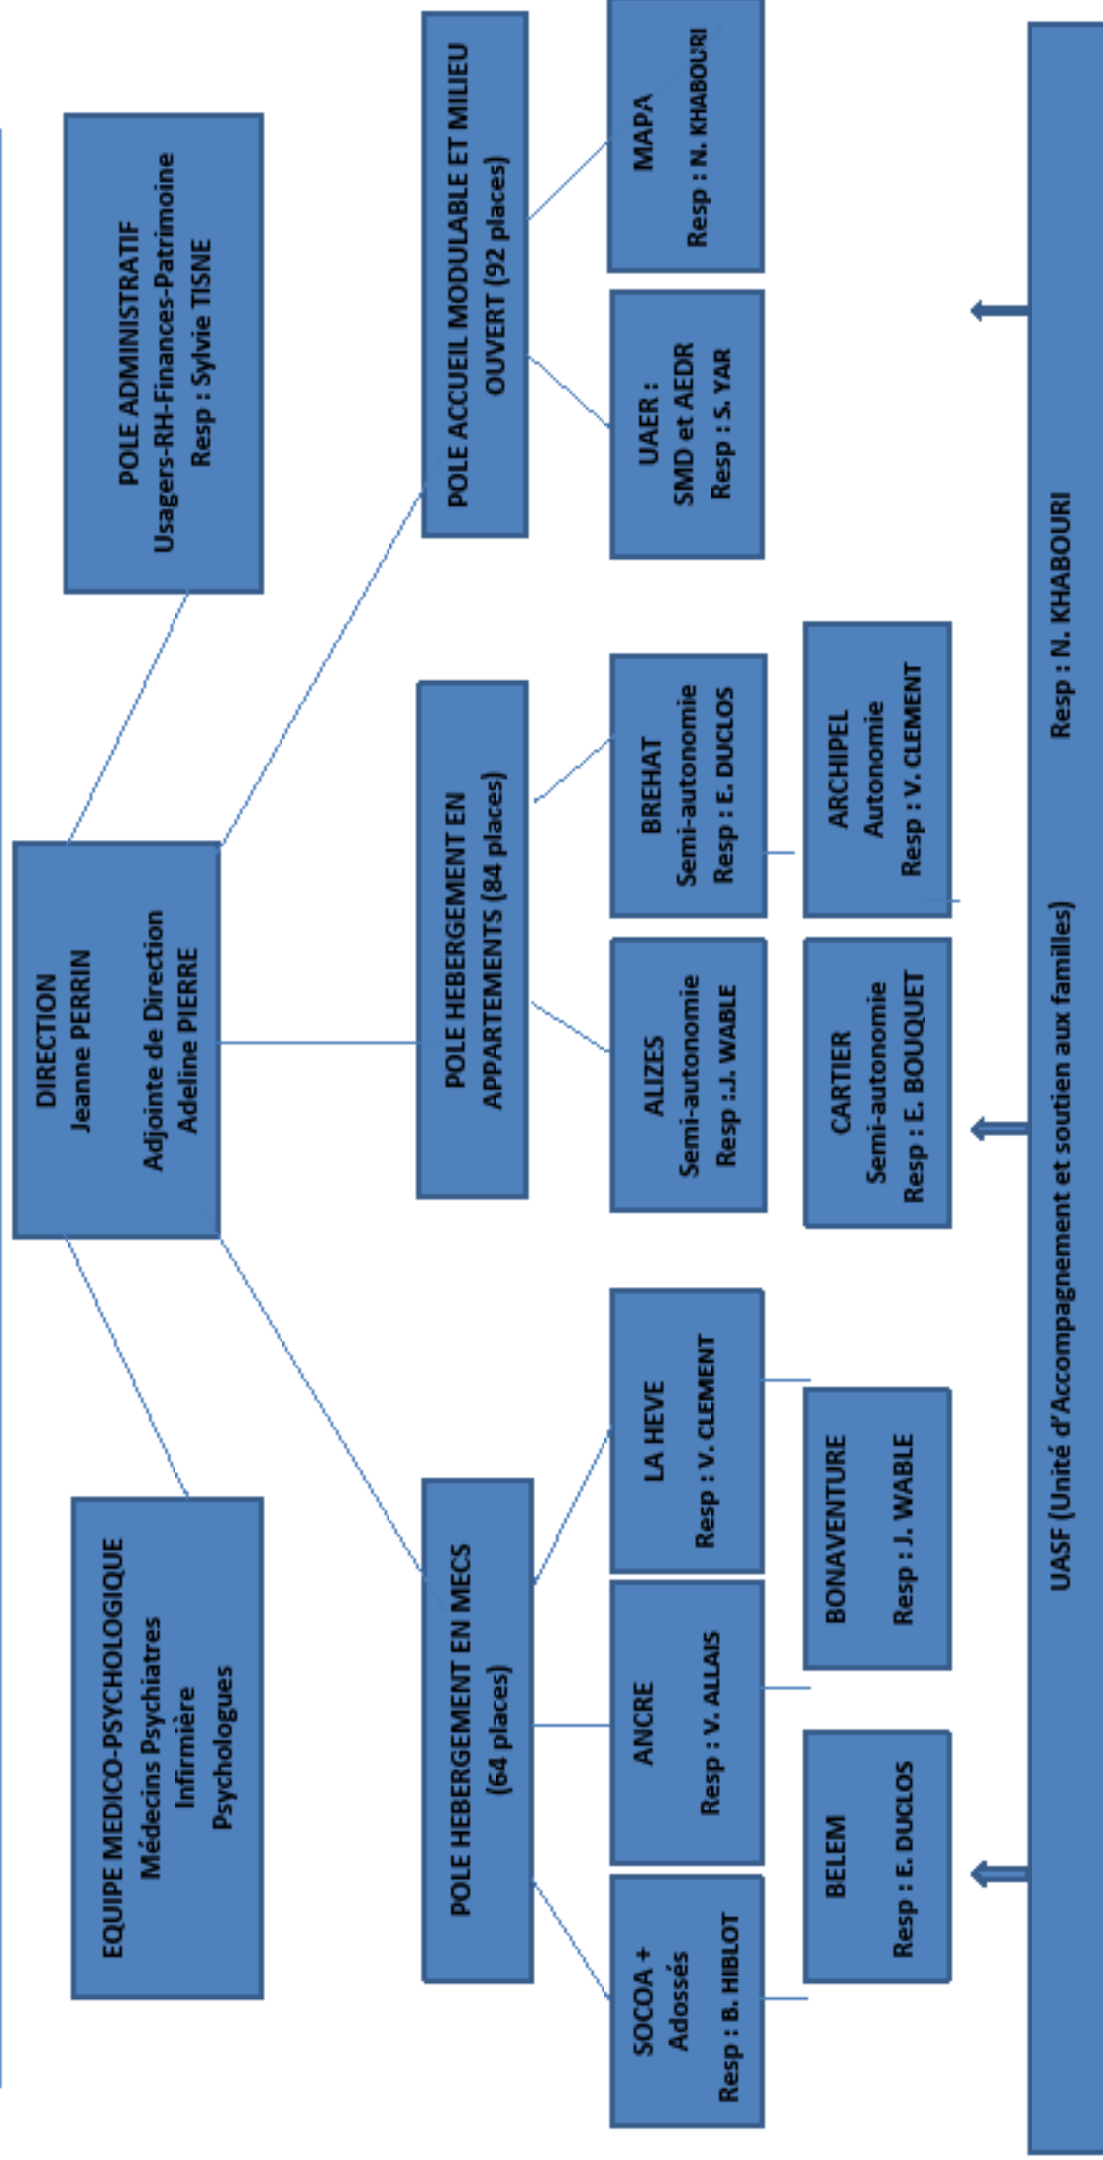 DIRECTION
Jeanne PERRIN
Adjointe de Direction
Adeline PIERRE
EQUIPE MEDICO-PSYCHOLOGIQUE
Médecins Psychiatres
Infirmière
Psychologues
POLE ADMINISTRATIF
Usagers-RH-Finances-Patrimoine
Resp : Sylvie TISNE
POLE HEBERGEMENT EN MECS
(64 places)
POLE HEBERGEMENT EN
APPARTEMENTS (84 places)
POLE ACCUEIL MODULABLE ET MILIEU
OUVERT (92 places)
SOCOA +
Adossés
Resp : B. HIBLOT
ANCRE
Resp : V. ALLAIS
LA HEVE
Resp : V. CLEMENT
ALIZES
Semi-autonomie
Resp :.J. WABLE
BREHAT
Semi-autonomie
Resp : E. DUCLOS
UAER :
SMD et AEDR
Resp : S. YAR
MAPA
Resp : N. KHABOURI
BELEM
Resp : E. DUCLOS
BONAVENTURE
Resp : J. WABLE
CARTIER
Semi-autonomie
Resp : E. BOUQUET
ARCHIPEL
Autonomie
Resp : V. CLEMENT
UASF (Unité d'Accompagnement et soutien aux familles) Resp : N. KHABOURI